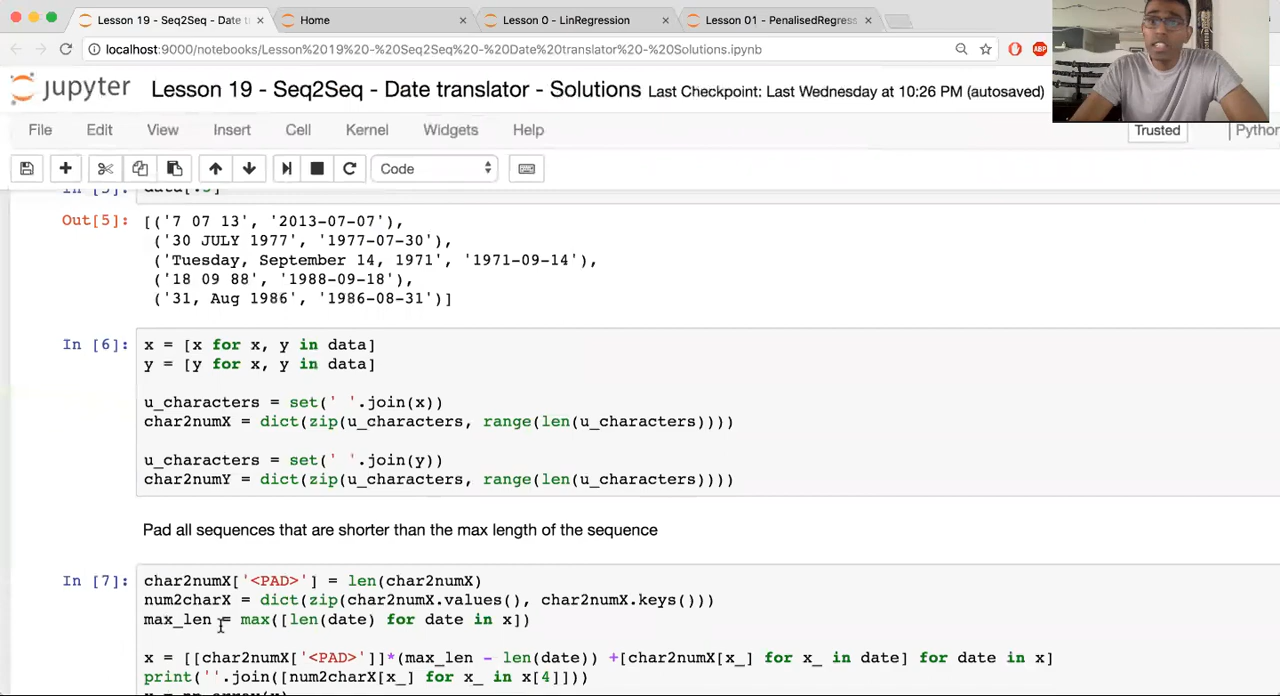 Lesson 19 - Seq2Seq - Date t
Home
Lesson 0 - LinRegression
Lesson 01 - PenalisedRegress
localhost:9000/notebooks/Lesson%2019%20-%20Seq2Seq%20-%20Date%20translator%20-%20Solutions.ipynb
ABP
jupyter Lesson 19 - Seq2Seq - Date translator - Solutions Last Checkpoint: Last Wednesday at 10:26 PM (autosaved)
File Edit View Insert Cell Kernel Widgets Help Trusted Python
Code
Out[5]: [('7 07 13', '2013-07-07'),
('30 JULY 1977', '1977-07-30'),
('Tuesday, September 14, 1971', '1971-09-14'),
('18 09 88', '1988-09-18'),
('31, Aug 1986', '1986-08-31')]
In [6]: x = [x for x, y in data]
y = [y for x, y in data]
u_characters = set(' '.join(x))
char2numX = dict(zip(u_characters, range(len(u_characters))))
u_characters = set(' '.join(y))
char2numY = dict(zip(u_characters, range(len(u_characters))))
Pad all sequences that are shorter than the max length of the sequence
In [7]: char2numX['<PAD>'] = len(char2numX)
num2charX = dict(zip(char2numX.values(), char2numX.keys()))
max_len = max([len(date) for date in x])
x = [[char2numX['<PAD>']]*(max_len - len(date)) +[char2numX[x_] for x_ in date] for date in x]
print(''.join([num2charX[x_] for x_ in x[4]]))